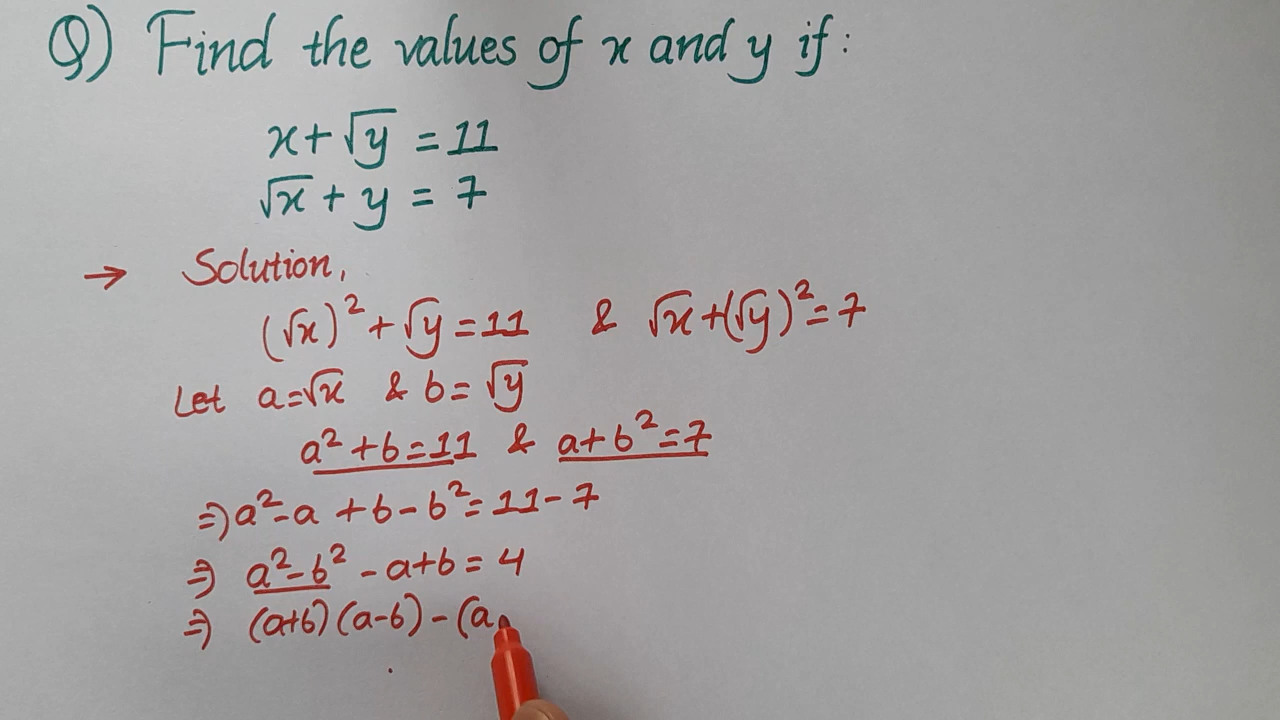 Q) Find the values of x and y if:
x + √y = 11
√x + y = 7
→ Solution,
(√x)² + √y = 11 & √x + (√y)² = 7
Let a = √x & b = √y
a² + b = 11 & a + b² = 7
⇒ a² - a + b - b² = 11 - 7
⇒ a² - b² - a + b = 4
⇒ (a+b) (a-b) - (a